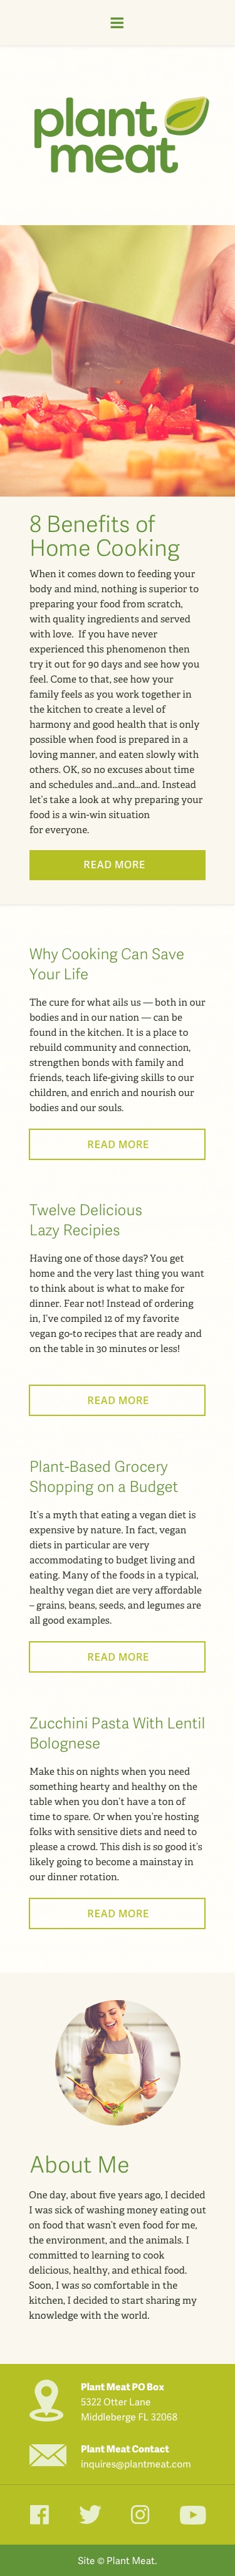 plant
meat
8 Benefits of
Home Cooking
When it comes down to feeding your
body and mind, nothing is superior to
preparing your food from scratch,
with quality ingredients and served
with love.  If you have never
experienced this phenomenon then
try it out for 90 days and see how you
feel. Come to that, see how your
family feels as you work together in
the kitchen to create a level of
harmony and good health that is only
possible when food is prepared in a
loving manner, and eaten slowly with
others. OK, so no excuses about time
and schedules and...and...and. Instead
let's take a look at why preparing your
food is a win-win situation
for everyone.
READ MORE
Why Cooking Can Save
Your Life
The cure for what ails us — both in our
bodies and in our nation — can be
found in the kitchen. It is a place to
rebuild community and connection,
strengthen bonds with family and
friends, teach life-giving skills to our
children, and enrich and nourish our
bodies and our souls.
READ MORE
Twelve Delicious
Lazy Recipies
Having one of those days? You get
home and the very last thing you want
to think about is what to make for
dinner. Fear not! Instead of ordering
in, I've compiled 12 of my favorite
vegan go-to recipes that are ready and
on the table in 30 minutes or less!
READ MORE
Plant-Based Grocery
Shopping on a Budget
It's a myth that eating a vegan diet is
expensive by nature. In fact, vegan
diets in particular are very
accommodating to budget living and
eating. Many of the foods in a typical,
healthy vegan diet are very affordable
– grains, beans, seeds, and legumes are
all good examples.
READ MORE
Zucchini Pasta With Lentil
Bolognese
Make this on nights when you need
something hearty and healthy on the
table when you don't have a ton of
time to spare. Or when you're hosting
folks with sensitive diets and need to
please a crowd. This dish is so good it's
likely going to become a mainstay in
our dinner rotation.
READ MORE
About Me
One day, about five years ago, I decided
I was sick of washing money eating out
on food that wasn't even food for me,
the environment, and the animals. I
committed to learning to cook
delicious, healthy, and ethical food.
Soon, I was so comfortable in the
kitchen, I decided to start sharing my
knowledge with the world.
Plant Meat PO Box
5322 Otter Lane
Middleberge FL 32068
Plant Meat Contact
inquires@plantmeat.com
Site © Plant Meat.